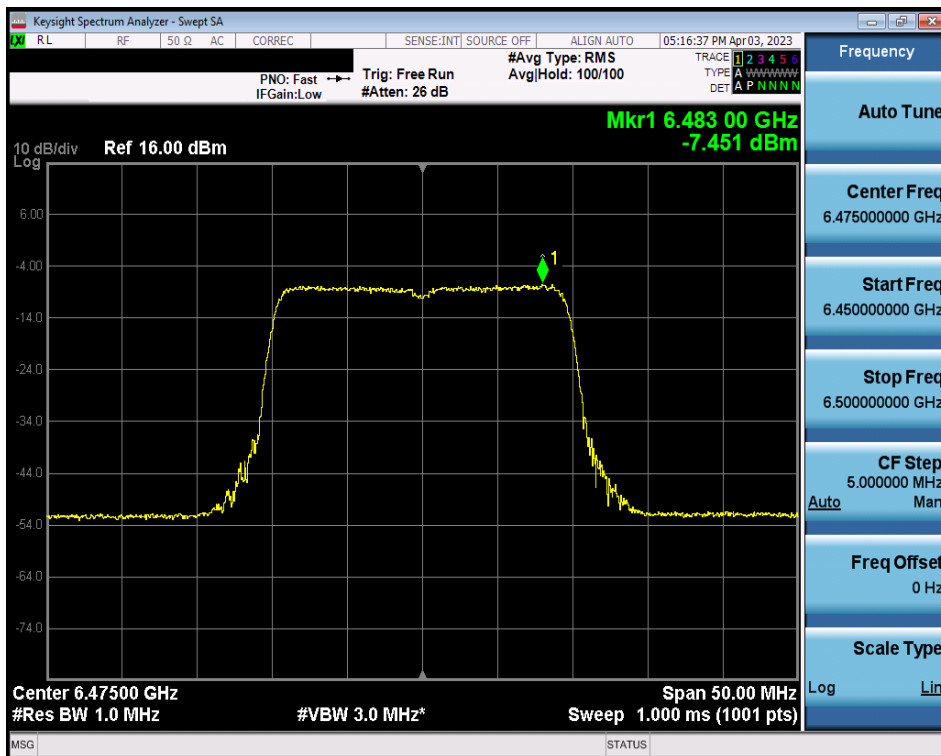 Keysight Spectrum Analyzer - Swept SA
LXI RL RF 50 Ω AC CORREC SENSE:INT SOURCE OFF ALIGN AUTO 05:16:37 PM Apr 03, 2023
PNO: Fast
IFGain:Low
Trig: Free Run
#Atten: 26 dB
#Avg Type: RMS
Avg|Hold: 100/100
TRACE 1 2 3 4 5 6
TYPE A WWWWW
DET A P N N N N
Mkr1 6.483 00 GHz
-7.451 dBm
10 dB/div Ref 16.00 dBm
Log
1
6.00
-4.00
-14.0
-24.0
-34.0
-44.0
-54.0
-64.0
-74.0
Center 6.47500 GHz Span 50.00 MHz
#Res BW 1.0 MHz #VBW 3.0 MHz* Sweep 1.000 ms (1001 pts)
MSG STATUS
Frequency
Auto Tune
Center Freq
6.475000000 GHz
Start Freq
6.450000000 GHz
Stop Freq
6.500000000 GHz
CF Step
5.000000 MHz
Auto Man
Freq Offset
0 Hz
Scale Type
Log Lin